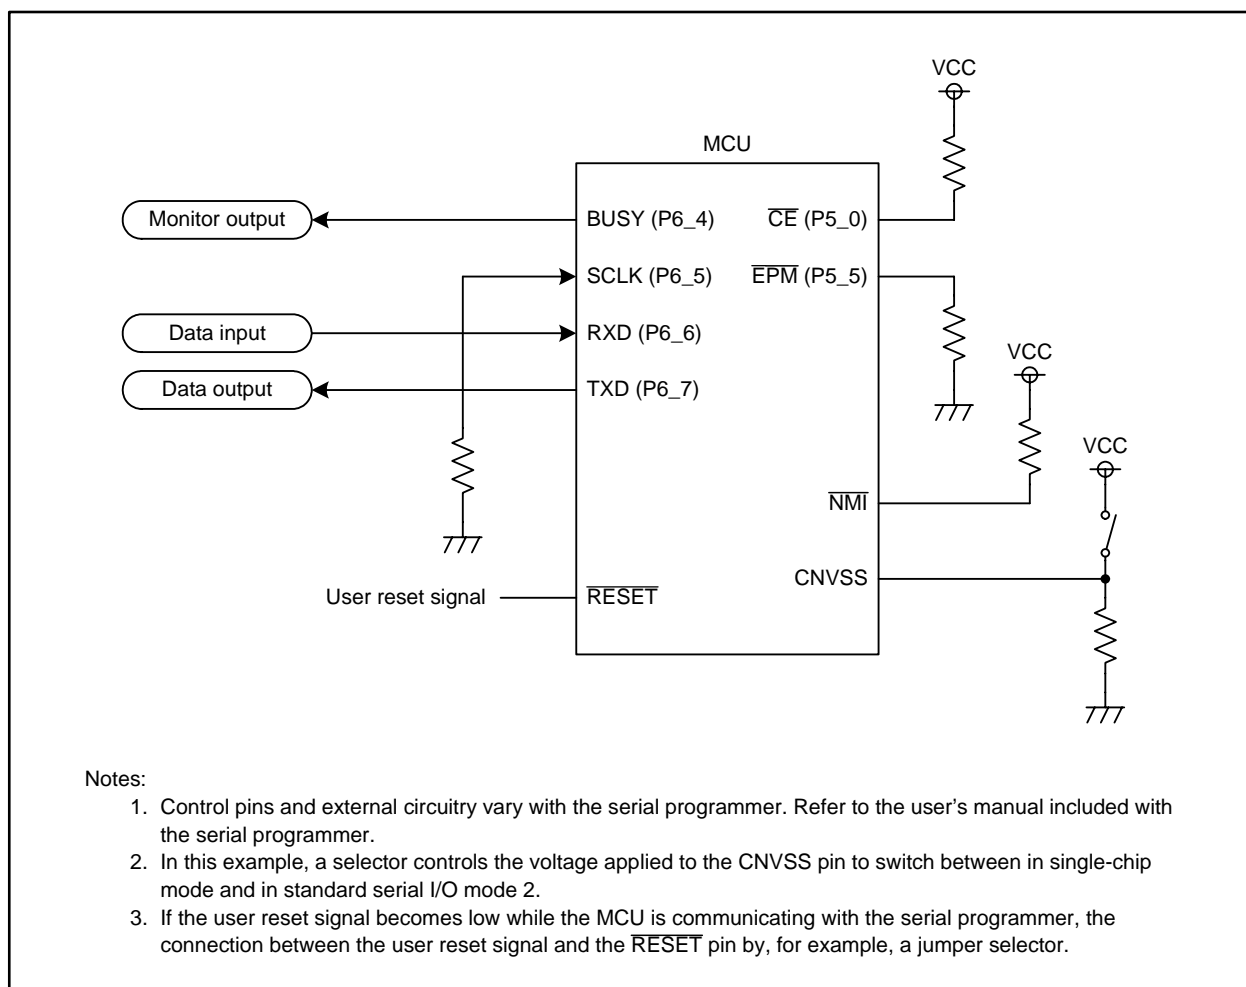 VCC
MCU
Monitor output
BUSY (P6_4)
CE (P5_0)
SCLK (P6_5)
EPM (P5_5)
Data input
RXD (P6_6)
VCC
Data output
TXD (P6_7)
VCC
NMI
CNVSS
User reset signal
RESET
Notes:
1. Control pins and external circuitry vary with the serial programmer. Refer to the user's manual included with
the serial programmer.
2. In this example, a selector controls the voltage applied to the CNVSS pin to switch between in single-chip
mode and in standard serial I/O mode 2.
3. If the user reset signal becomes low while the MCU is communicating with the serial programmer, the
connection between the user reset signal and the RESET pin by, for example, a jumper selector.